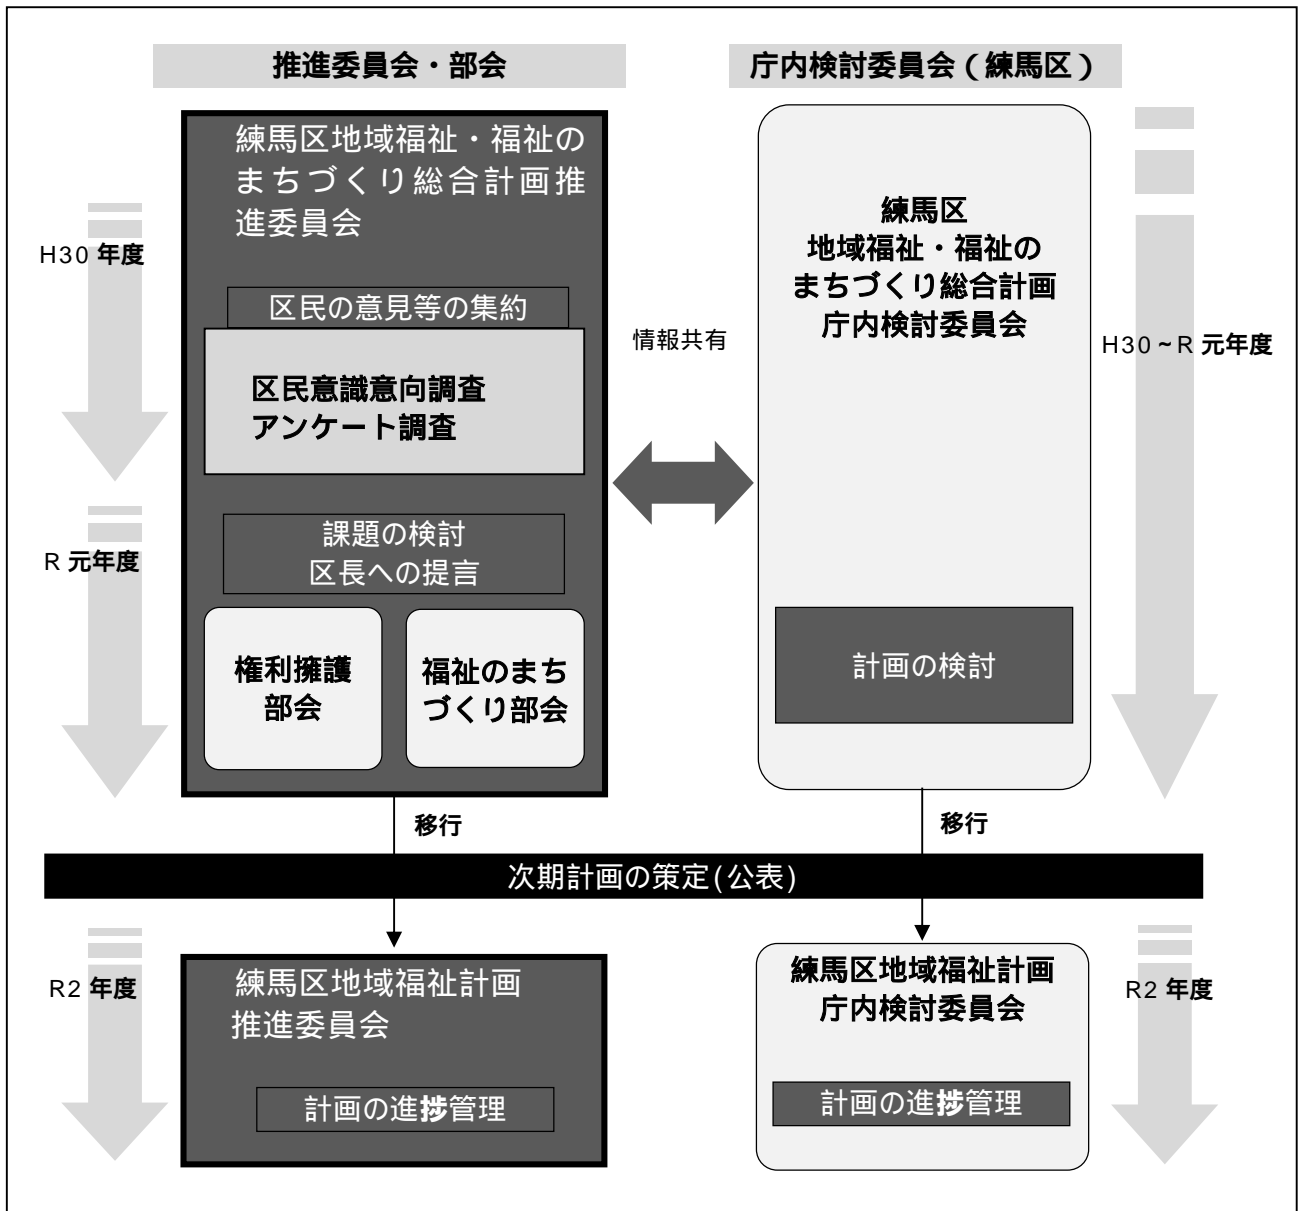 推進委員会・部会
庁内検討委員会(練馬区)
練馬区地域福祉・福祉の
まちづくり総合計画推
進委員会
H30 年度
区民の意見等の集約
区民意識意向調査
アンケート調査
R 元年度
課題の検討
区長への提言
権利擁護
部会
福祉のまち
づくり部会
情報共有
練馬区
地域福祉・福祉の
まちづくり総合計画
庁内検討委員会
H30~R 元年度
計画の検討
移行
移行
次期計画の策定(公表)
R2 年度
練馬区地域福祉計画
推進委員会
計画の進捗管理
練馬区地域福祉計画
庁内検討委員会
計画の進捗管理
R2 年度